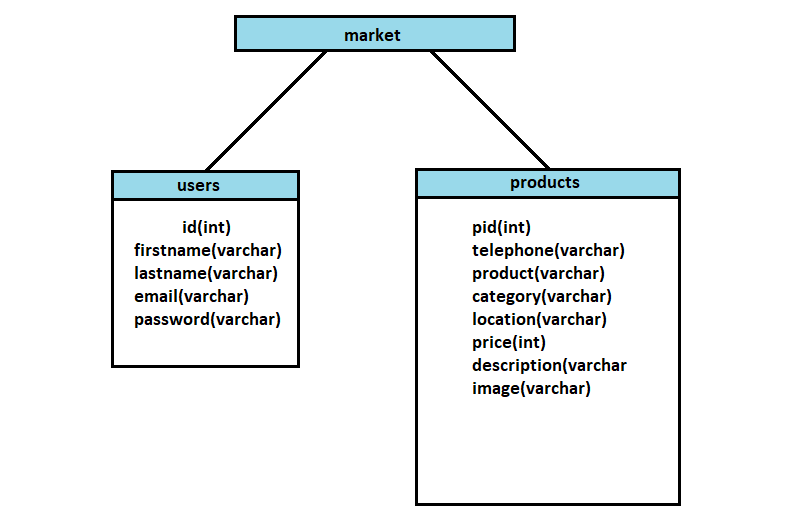 market
users
id(int)
firstname(varchar)
lastname(varchar)
email(varchar)
password(varchar)
products
pid(int)
telephone(varchar)
product(varchar)
category(varchar)
location(varchar)
price(int)
description(varchar
image(varchar)